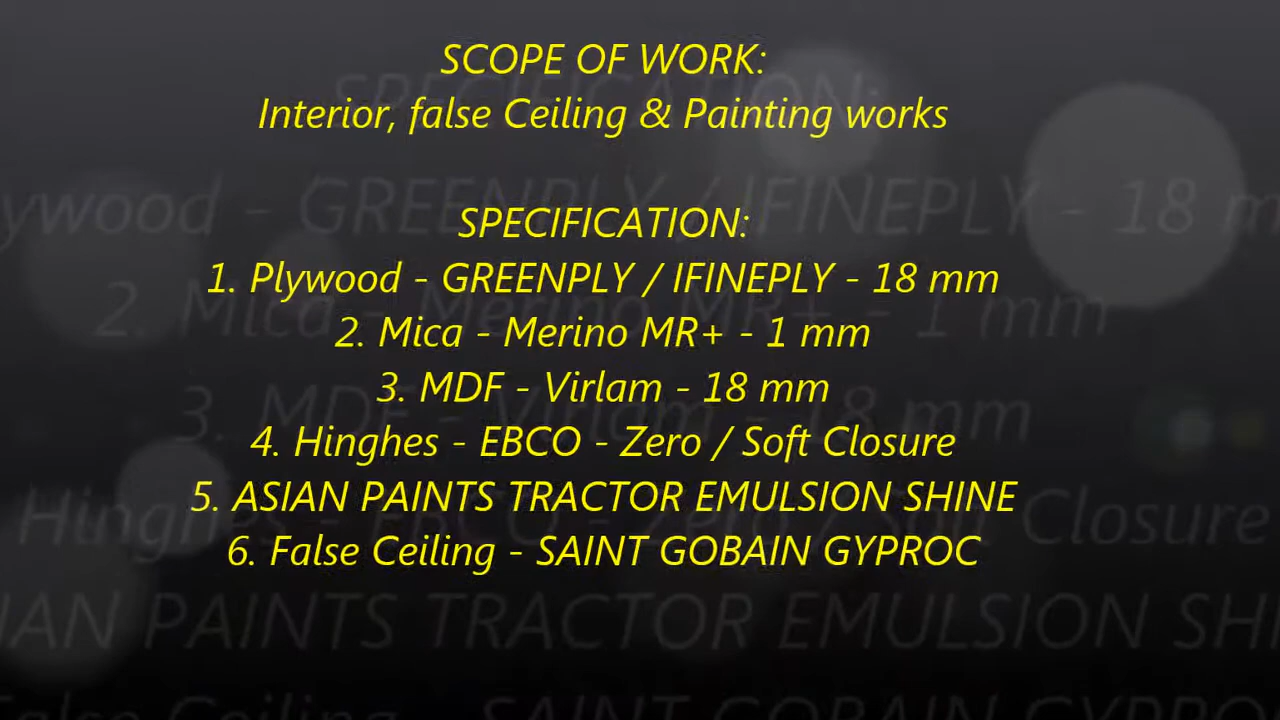 SCOPE OF WORK:
Interior, false Ceiling & Painting works
SPECIFICATION:
1. Plywood - GREENPLY / IFINEPLY - 18 mm
2. Mica - Merino MR+ - 1 mm
3. MDF - Virlam - 18 mm
4. Hinghes - EBCO - Zero / Soft Closure
5. ASIAN PAINTS TRACTOR EMULSION SHINE
6. False Ceiling - SAINT GOBAIN GYPROC